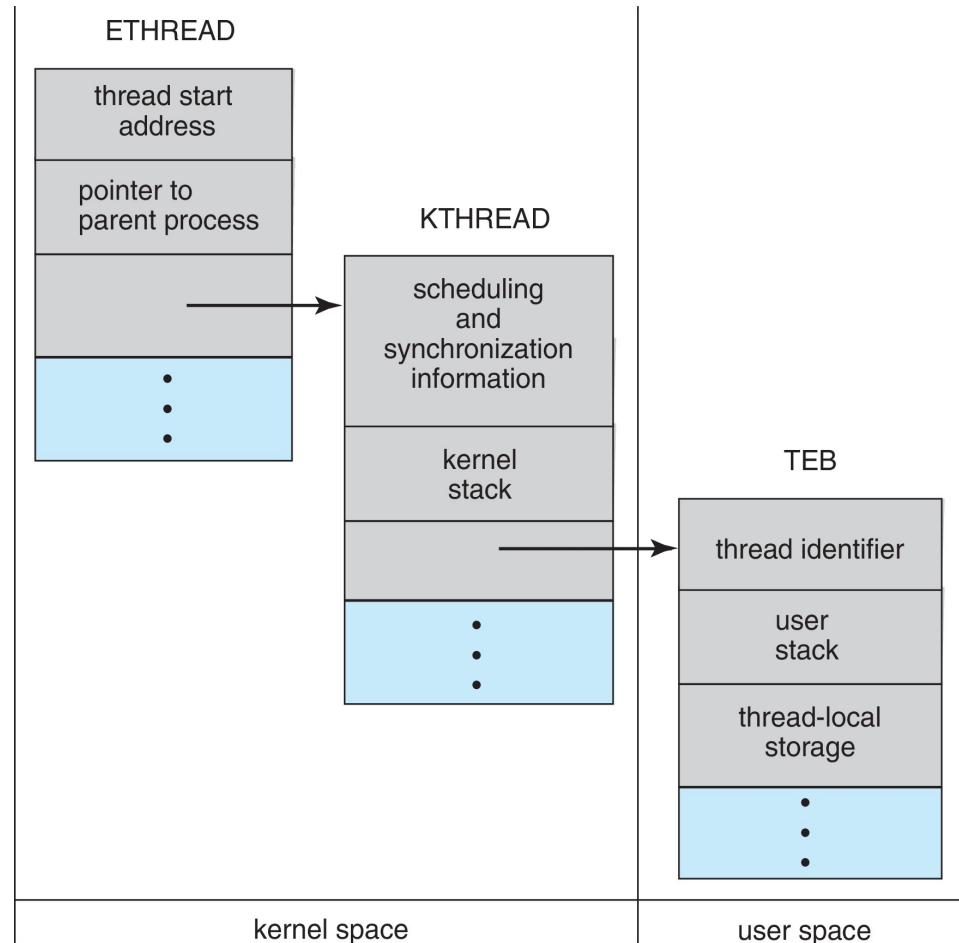 ETHREAD
thread start
address
pointer to
parent process
KTHREAD
scheduling
and
synchronization
information
kernel
stack
TEB
thread identifier
user
stack
thread-local
storage
kernel space
user space